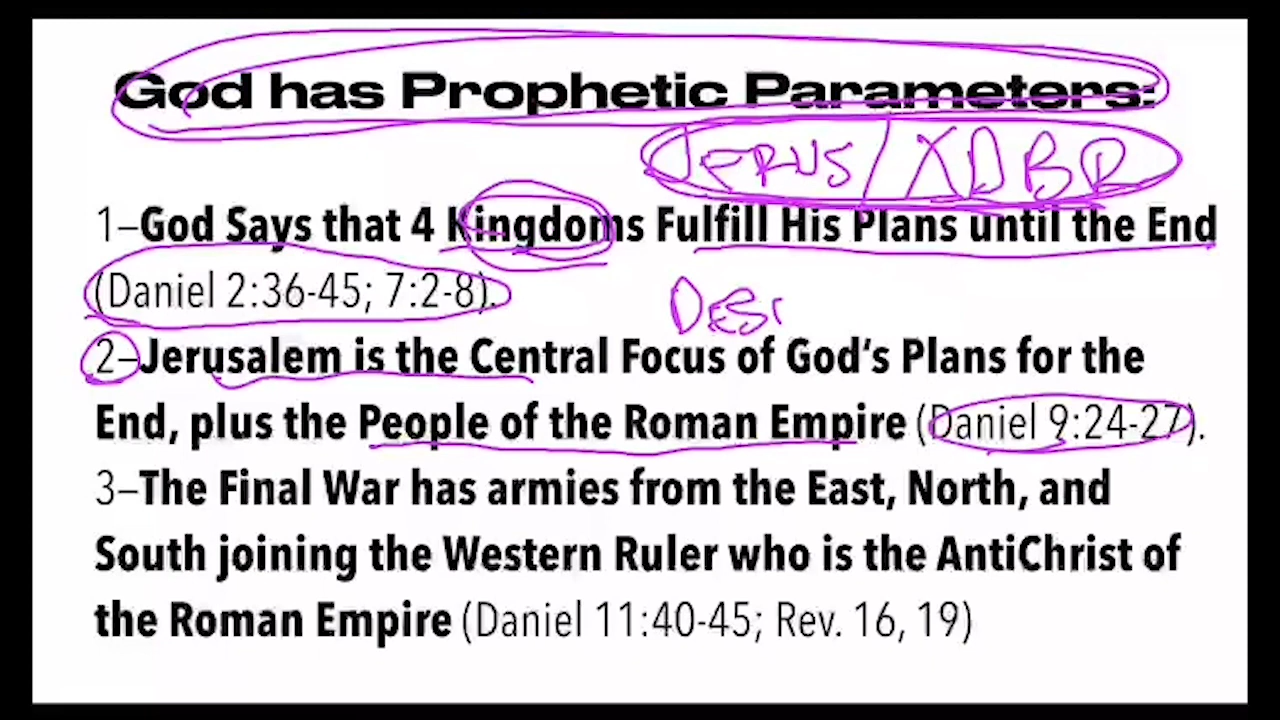 God has Prophetic Parameters:
JERUS/XDBR
1–God Says that 4 Kingdoms Fulfill His Plans until the End
(Daniel 2:36-45; 7:2-8).
2–Jerusalem is the Central Focus of God‘s Plans for the
End, plus the People of the Roman Empire (Daniel 9:24-27).
3–The Final War has armies from the East, North, and
South joining the Western Ruler who is the AntiChrist of
the Roman Empire (Daniel 11:40-45; Rev. 16, 19)